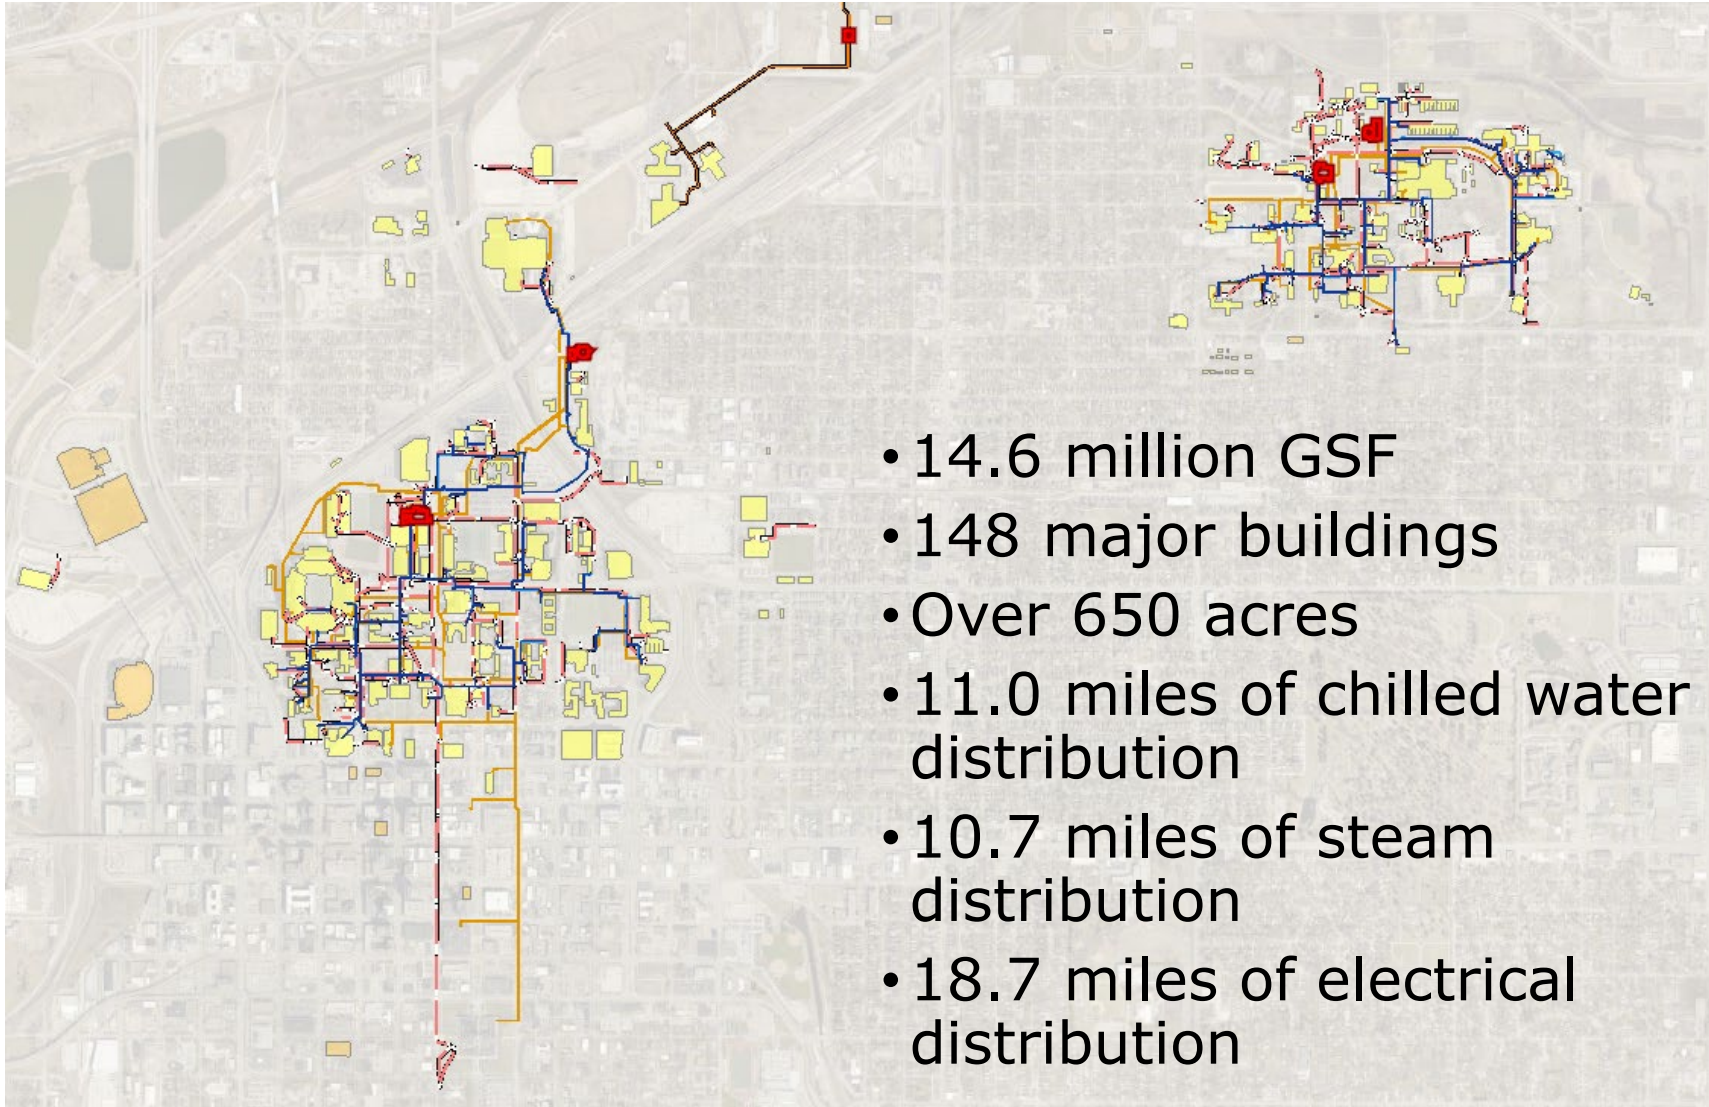 •14.6 million GSF
•148 major buildings
•Over 650 acres
•11.0 miles of chilled water
distribution
•10.7 miles of steam
distribution
•18.7 miles of electrical
distribution